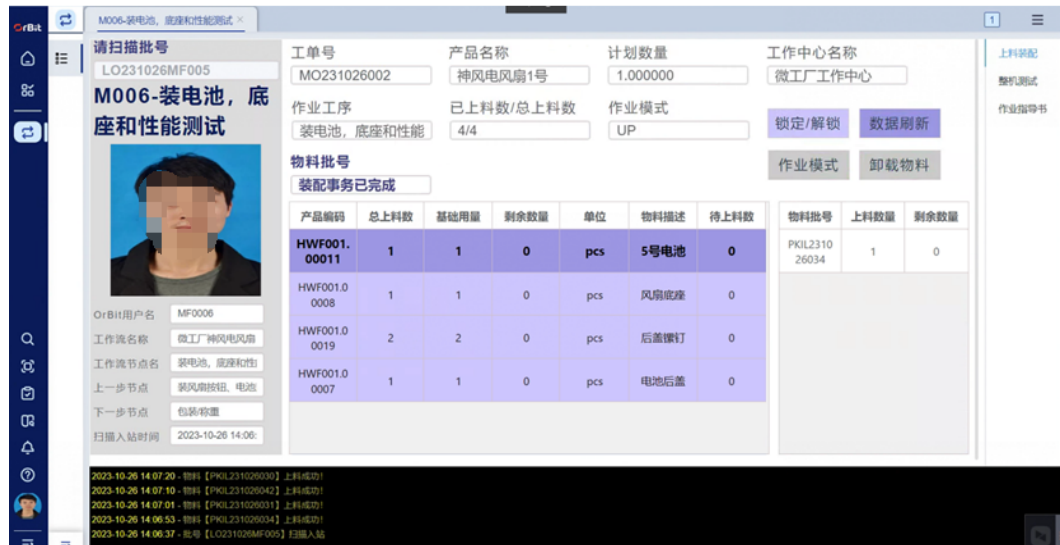 OrBit
M006-装电池，底座和性能测试 ×
1
请扫描批号
LO231026MF005
M006-装电池，底
座和性能测试
OrBit用户名 MF0006
工作流名称 微工厂神风电风扇
工作流节点名 装电池，底座和性
上一步节点 装风扇按钮、电池
下一步节点 包装/称重
扫描入站时间 2023-10-26 14:06:
工单号 产品名称 计划数量 工作中心名称
MO231026002 神风电风扇1号 1.000000 微工厂工作中心
作业工序 已上料数/总上料数 作业模式
装电池，底座和性能 4/4 UP
锁定/解锁 数据刷新
作业模式 卸载物料
物料批号
装配事务已完成
产品编码 总上料数 基础用量 剩余数量 单位 物料描述 待上料数
HWF001.
00011 1 1 0 pcs 5号电池 0
HWF001.0
0008 1 1 0 pcs 风扇底座 0
HWF001.0
0019 2 2 0 pcs 后盖镙钉 0
HWF001.0
0007 1 1 0 pcs 电池后盖 0
物料批号 上料数量 剩余数量
PKIL2310
26034 1 0
上料装配
整机测试
作业指导书
2023-10-26 14:07:20 - 物料【PKIL231026030】上料成功!
2023-10-26 14:07:10 - 物料【PKIL231026042】上料成功!
2023-10-26 14:07:01 - 物料【PKIL231026031】上料成功!
2023-10-26 14:06:53 - 物料【PKIL231026034】上料成功!
2023-10-26 14:06:37 - 批号【LO231026MF005】扫描入站